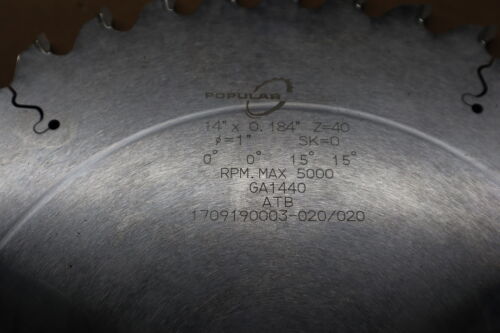 POPULAR
14" x 0.184" Z=40
ø=1" SK=0
0° 0° 15° 15°
RPM.MAX 5000
GA1440
ATB
1709190003-020/020